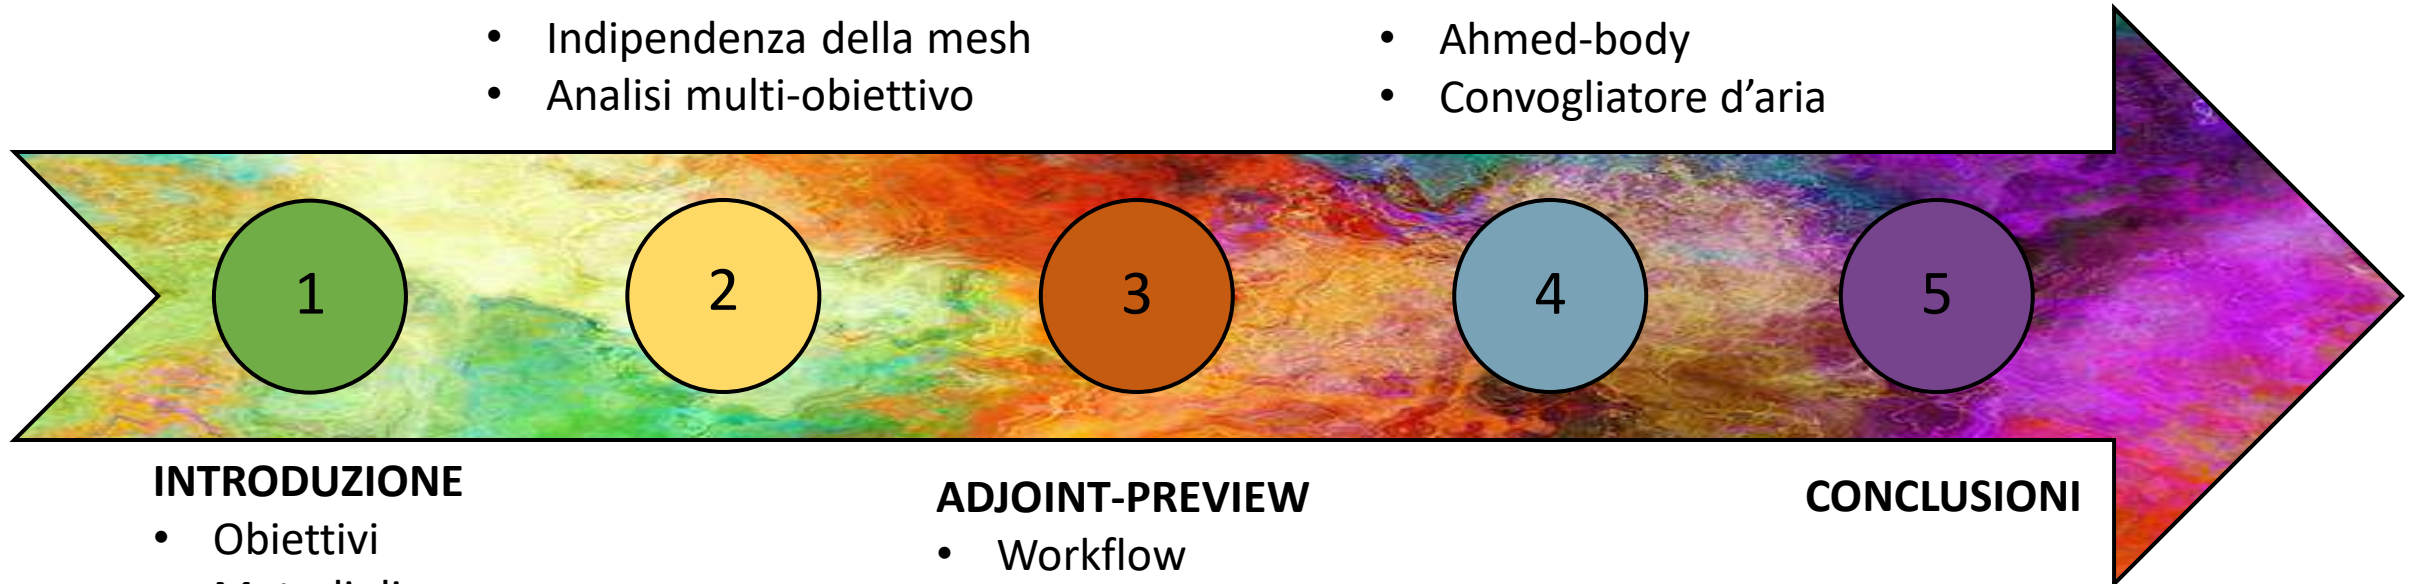 • Indipendenza della mesh
• Analisi multi-obiettivo
• Ahmed-body
• Convogliatore d’aria
1
2
3
4
5
INTRODUZIONE
• Obiettivi
ADJOINT-PREVIEW
• Workflow
CONCLUSIONI